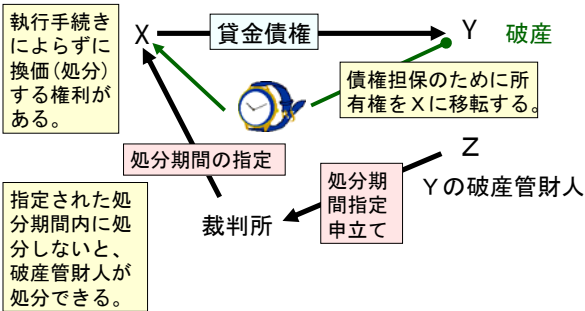 執行手続き
によらずに
換価(処分)
する権利が
ある。
X
貸金債権
Y
破産
債権担保のために所
有権をXに移転する。
処分期間の指定
Z
Yの破産管財人
処分期
間指定
申立て
裁判所
指定された処
分期間内に処
分しないと、
破産管財人が
処分できる。